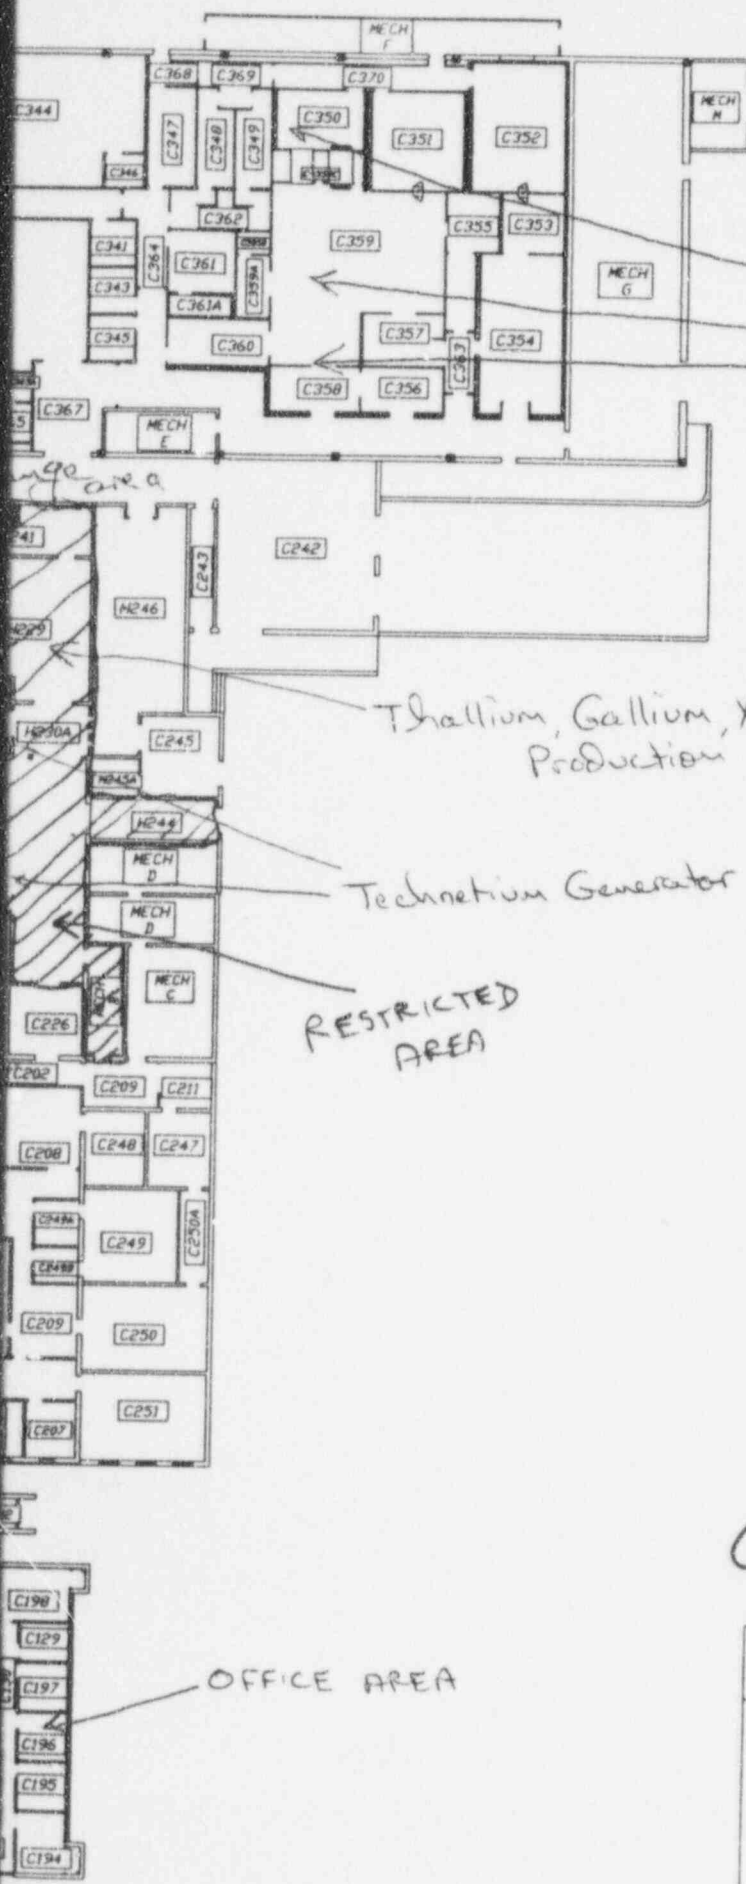 MECH
F
C368
C369
C370
C344
C347
C348
C349
C350
C351
C352
MECH
H
C346
C362
C355
C353
C341
C364
C361
C359
C343
C359A
MECH
G
C361A
C345
C360
C357
C354
C363
C358
C356
C367
MECH
E
area
241
C243
C242
H246
H229
Thallium, Gallium,
Production
H230A
C245
H245A
H244
MECH
D
Technetium Generator
MECH
D
MECH
C
RESTRICTED
AREA
C226
C202
C209
C211
C208
C248
C247
C249A
C249
C250A
C249B
C209
C250
C251
C207
C198
C129
C197
OFFICE AREA
C196
C195
C194